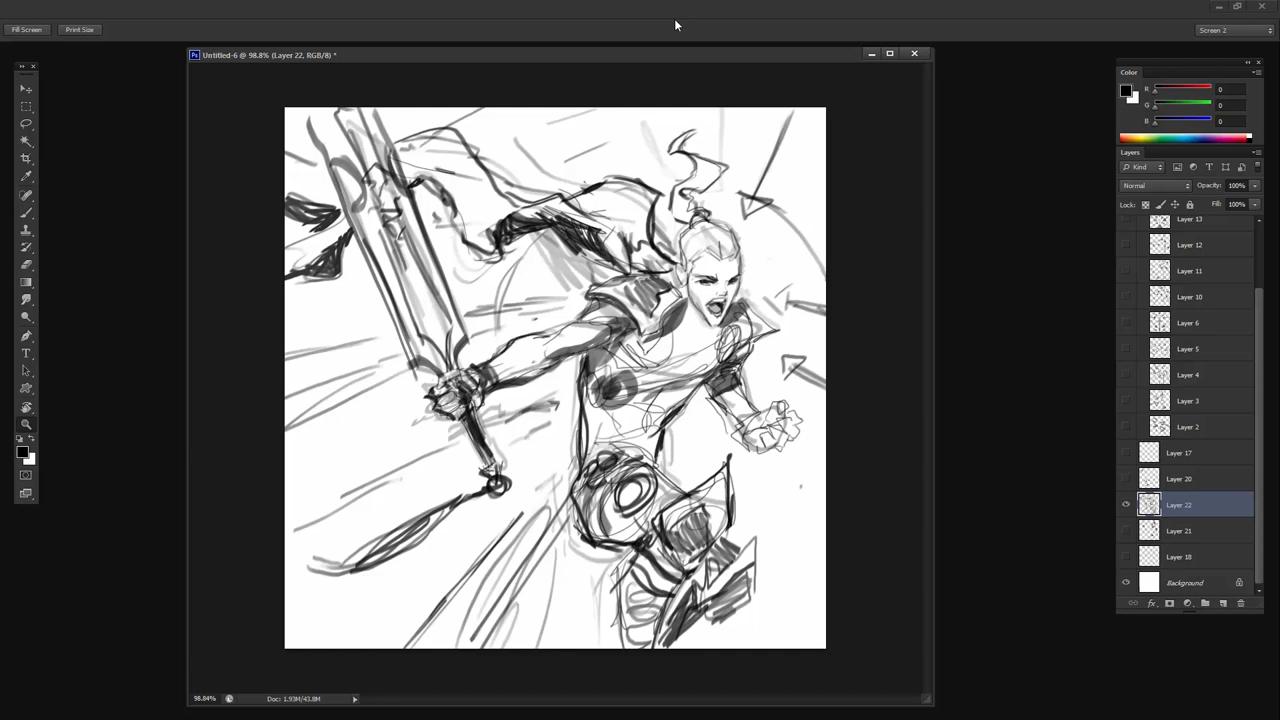 Fill Screen
Print Size
Screen 2
Ps
Untitled-6 @ 98.8% (Layer 22, RGB/8) *
Color
R 0
G 0
B 0
Layers
Kind
T
Normal
Opacity: 100%
Lock:
Fill: 100%
Layer 13
Layer 12
Layer 11
Layer 10
Layer 6
Layer 5
Layer 4
Layer 3
Layer 2
Layer 17
Layer 20
Layer 22
Layer 21
Layer 18
Background
fx
98.84%
Doc: 1.93M/43.8M